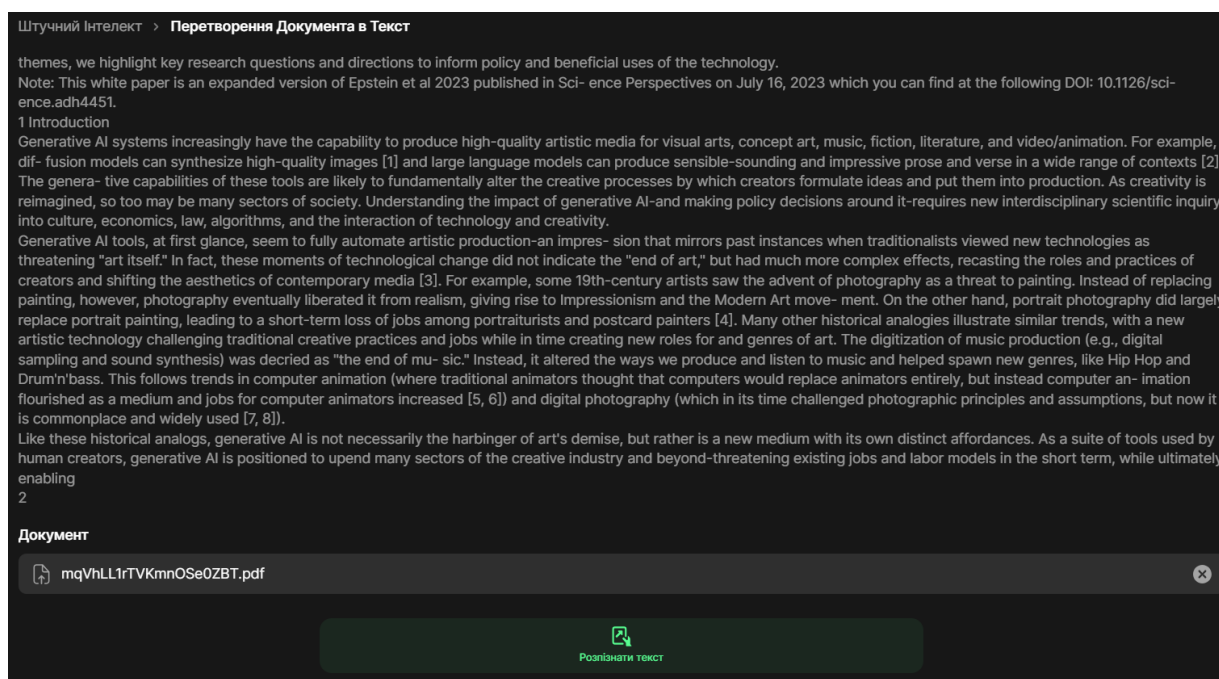 Штучний Інтелект > Перетворення Документа в Текст
themes, we highlight key research questions and directions to inform policy and beneficial uses of the technology.
Note: This white paper is an expanded version of Epstein et al 2023 published in Sci- ence Perspectives on July 16, 2023 which you can find at the following DOI: 10.1126/sci-
ence.adh4451.
1 Introduction
Generative AI systems increasingly have the capability to produce high-quality artistic media for visual arts, concept art, music, fiction, literature, and video/animation. For example,
dif- fusion models can synthesize high-quality images [1] and large language models can produce sensible-sounding and impressive prose and verse in a wide range of contexts [2]
The genera- tive capabilities of these tools are likely to fundamentally alter the creative processes by which creators formulate ideas and put them into production. As creativity is
reimagined, so too may be many sectors of society. Understanding the impact of generative AI-and making policy decisions around it-requires new interdisciplinary scientific inquiry
into culture, economics, law, algorithms, and the interaction of technology and creativity.
Generative AI tools, at first glance, seem to fully automate artistic production-an impres- sion that mirrors past instances when traditionalists viewed new technologies as
threatening "art itself." In fact, these moments of technological change did not indicate the "end of art," but had much more complex effects, recasting the roles and practices of
creators and shifting the aesthetics of contemporary media [3]. For example, some 19th-century artists saw the advent of photography as a threat to painting. Instead of replacing
painting, however, photography eventually liberated it from realism, giving rise to Impressionism and the Modern Art move- ment. On the other hand, portrait photography did largely
replace portrait painting, leading to a short-term loss of jobs among portraiturists and postcard painters [4]. Many other historical analogies illustrate similar trends, with a new
artistic technology challenging traditional creative practices and jobs while in time creating new roles for and genres of art. The digitization of music production (e.g., digital
sampling and sound synthesis) was decried as "the end of mu- sic." Instead, it altered the ways we produce and listen to music and helped spawn new genres, like Hip Hop and
Drum'n'bass. This follows trends in computer animation (where traditional animators thought that computers would replace animators entirely, but instead computer an- imation
flourished as a medium and jobs for computer animators increased [5, 6]) and digital photography (which in its time challenged photographic principles and assumptions, but now it
is commonplace and widely used [7, 8]).
Like these historical analogs, generative AI is not necessarily the harbinger of art's demise, but rather is a new medium with its own distinct affordances. As a suite of tools used by
human creators, generative AI is positioned to upend many sectors of the creative industry and beyond-threatening existing jobs and labor models in the short term, while ultimately
enabling
2
Документ
mqVhLL1rTVKmnOSe0ZBT.pdf
Розпізнати текст